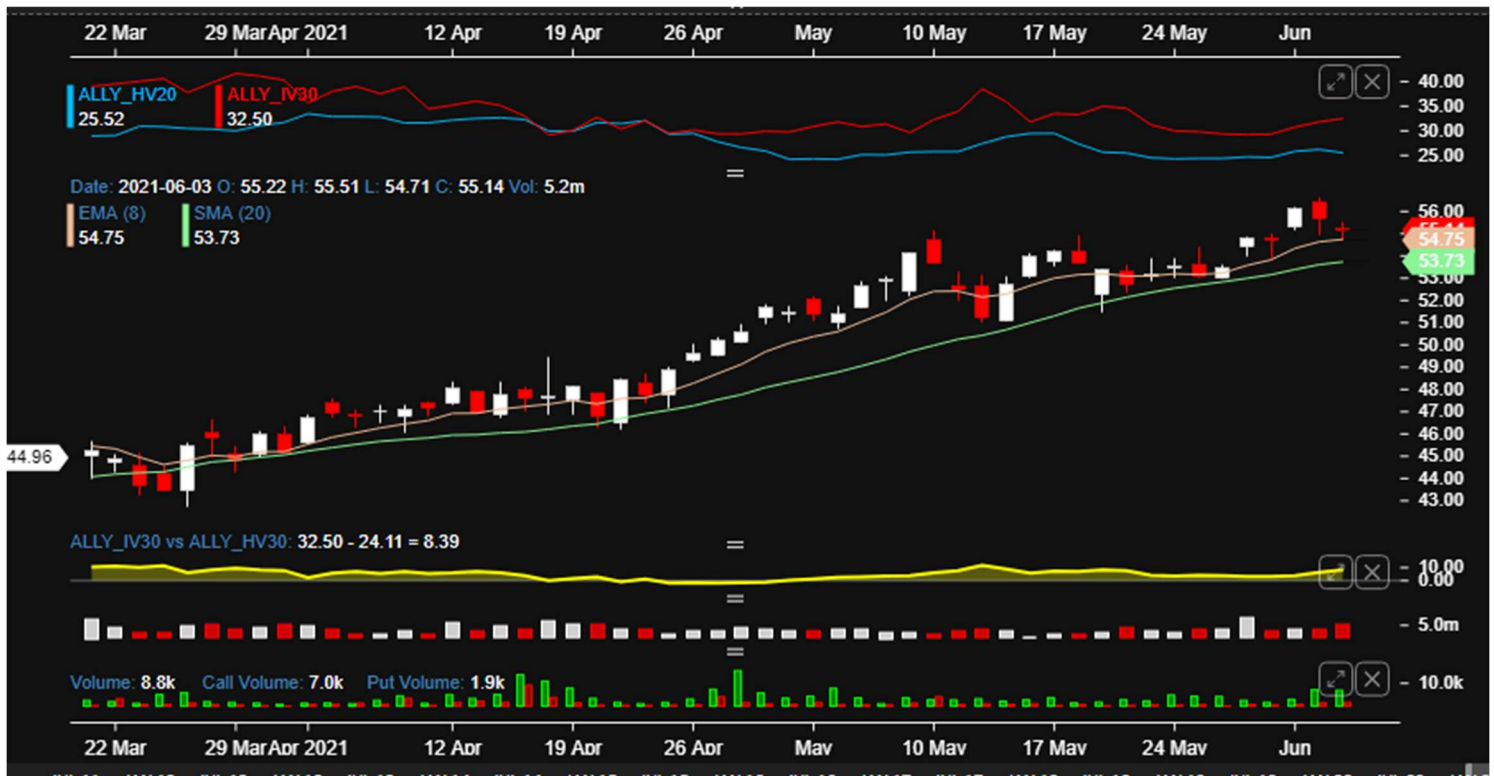 22 Mar 29 Mar Apr 2021 12 Apr 19 Apr 26 Apr May 10 May 17 May 24 May Jun
ALLY_HV20 ALLY_IV30
25.52 32.50
40.00
35.00
30.00
25.00
Date: 2021-06-03 O: 55.22 H: 55.51 L: 54.71 C: 55.14 Vol: 5.2m
EMA (8) SMA (20)
54.75 53.73
56.00
55.14
54.75
53.73
53.00
52.00
51.00
50.00
49.00
48.00
47.00
46.00
45.00
44.00
43.00
44.96
ALLY_IV30 vs ALLY_HV30: 32.50 - 24.11 = 8.39
10.00
0.00
5.0m
Volume: 8.8k Call Volume: 7.0k Put Volume: 1.9k
10.0k
22 Mar 29 Mar Apr 2021 12 Apr 19 Apr 26 Apr May 10 May 17 May 24 May Jun